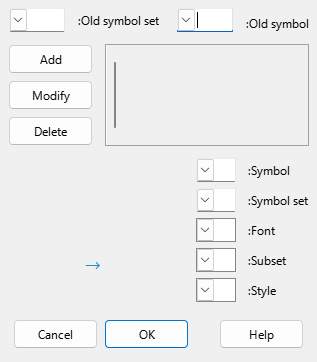 :Old symbol set
:Old symbol
Add
Modify
Delete
:Symbol
:Symbol set
:Font
:Subset
:Style
Cancel
OK
Help